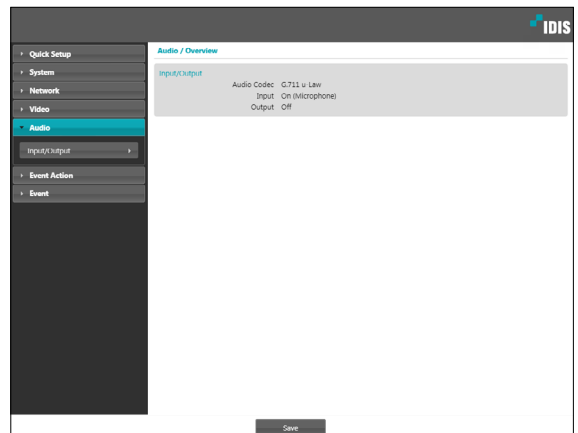 IDIS
Quick Setup
System
Network
Video
Audio
Input/Output
Event Action
Event
Audio / Overview
Input/Output
Audio Codec G.711 u-Law
Input On (Microphone)
Output Off
Save